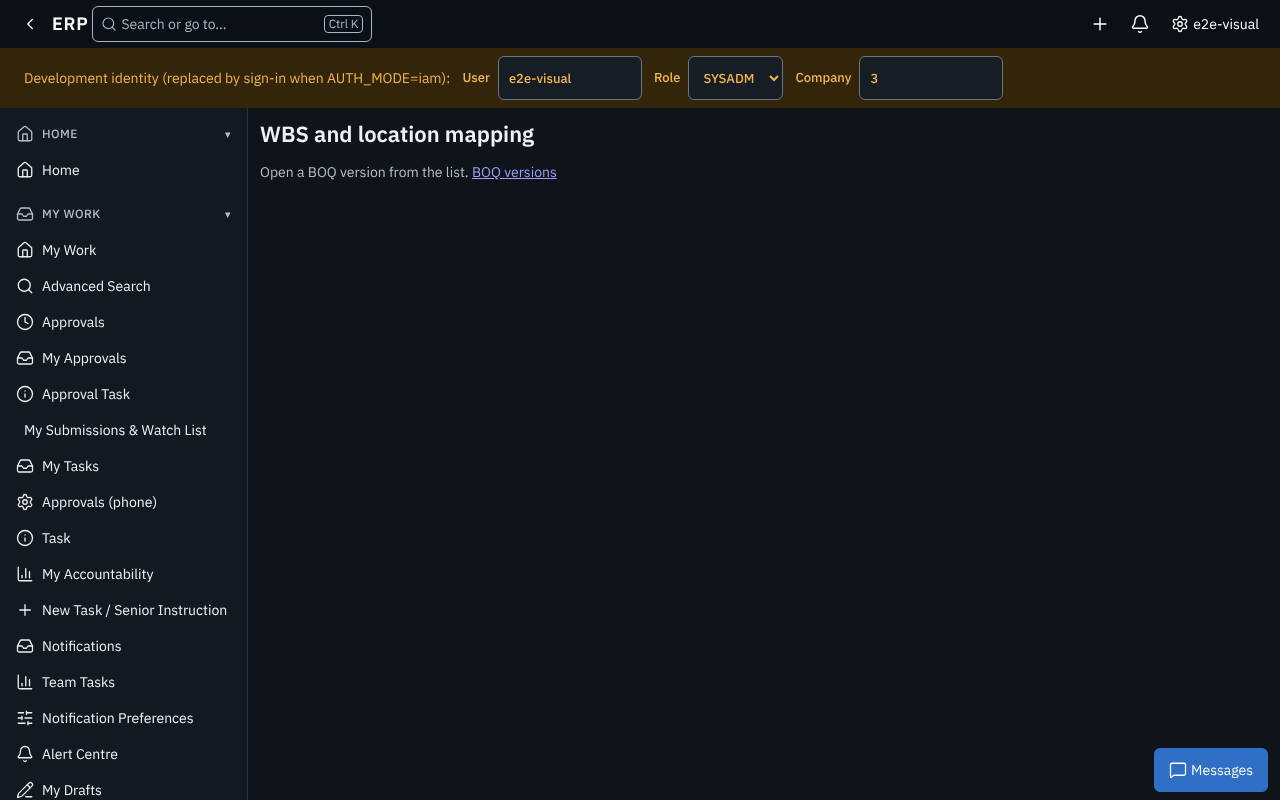 ERP
Search or go to...
Ctrl K
e2e-visual
Development identity (replaced by sign-in when AUTH_MODE=iam):
User
e2e-visual
Role
SYSADM
Company
3
HOME
Home
MY WORK
My Work
Advanced Search
Approvals
My Approvals
Approval Task
My Submissions & Watch List
My Tasks
Approvals (phone)
Task
My Accountability
New Task / Senior Instruction
Notifications
Team Tasks
Notification Preferences
Alert Centre
My Drafts
WBS and location mapping
Open a BOQ version from the list. BOQ versions
Messages